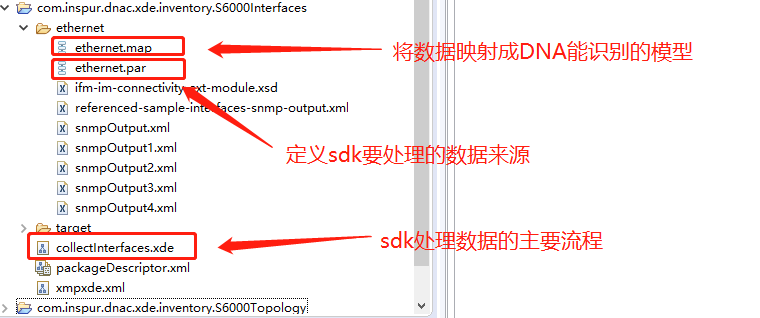 com.inspur.dnac.xde.inventory.S6000Interfaces
ethernet
ethernet.map
将数据映射成DNA能识别的模型
ethernet.par
ifm-im-connectivity-ext-module.xsd
referenced-sample-interfaces-snmp-output.xml
snmpOutput.xml
snmpOutput1.xml
定义sdk要处理的数据来源
snmpOutput2.xml
snmpOutput3.xml
snmpOutput4.xml
target
collectInterfaces.xde
sdk处理数据的主要流程
packageDescriptor.xml
xmpxde.xml
com.inspur.dnac.xde.inventory.S6000Topology